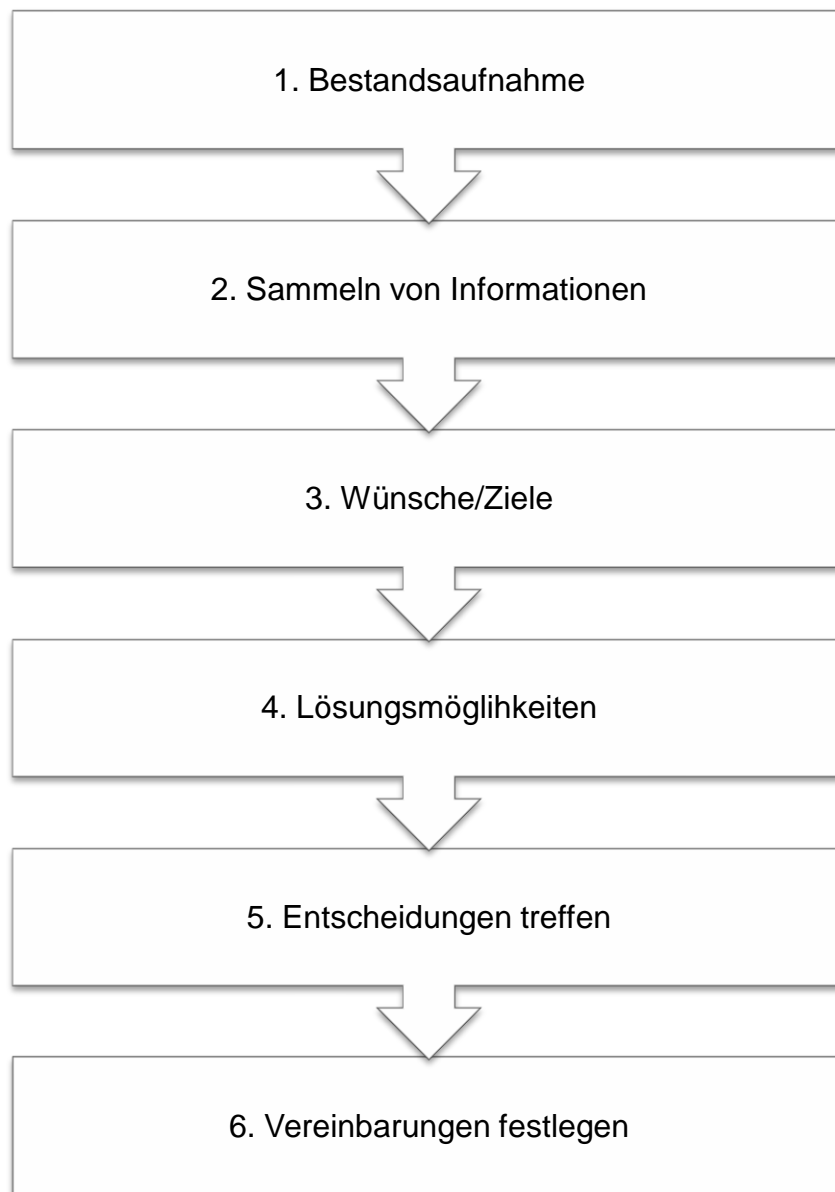 1. Bestandsaufnahme
2. Sammeln von Informationen
3. Wünsche/Ziele
4. Lösungsmöglihkeiten
5. Entscheidungen treffen
6. Vereinbarungen festlegen